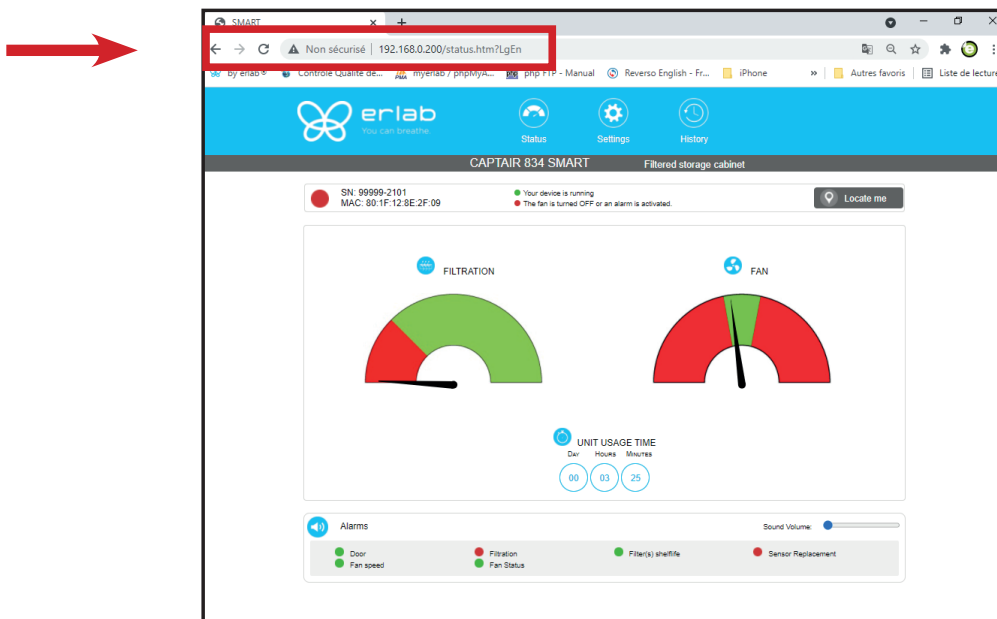 SMART × +
Non sécurisé | 192.168.0.200/status.htm?LgEn
by erlab® Contrôle Qualité de... myerlab / phpMyA... php FTP - Manual Reverso English - Fr... iPhone » Autres favoris Liste de lecture
erlab
You can breathe.
Status Settings History
CAPTAIR 834 SMART Filtered storage cabinet
SN: 99999-2101
MAC: 80:1F:12:8E:2F:09
Your device is running
The fan is turned OFF or an alarm is activated.
Locate me
FILTRATION
FAN
UNIT USAGE TIME
Day Hours Minutes
00 03 25
Alarms
Sound Volume:
Door Filtration Filter(s) shelflife Sensor Replacement
Fan speed Fan Status